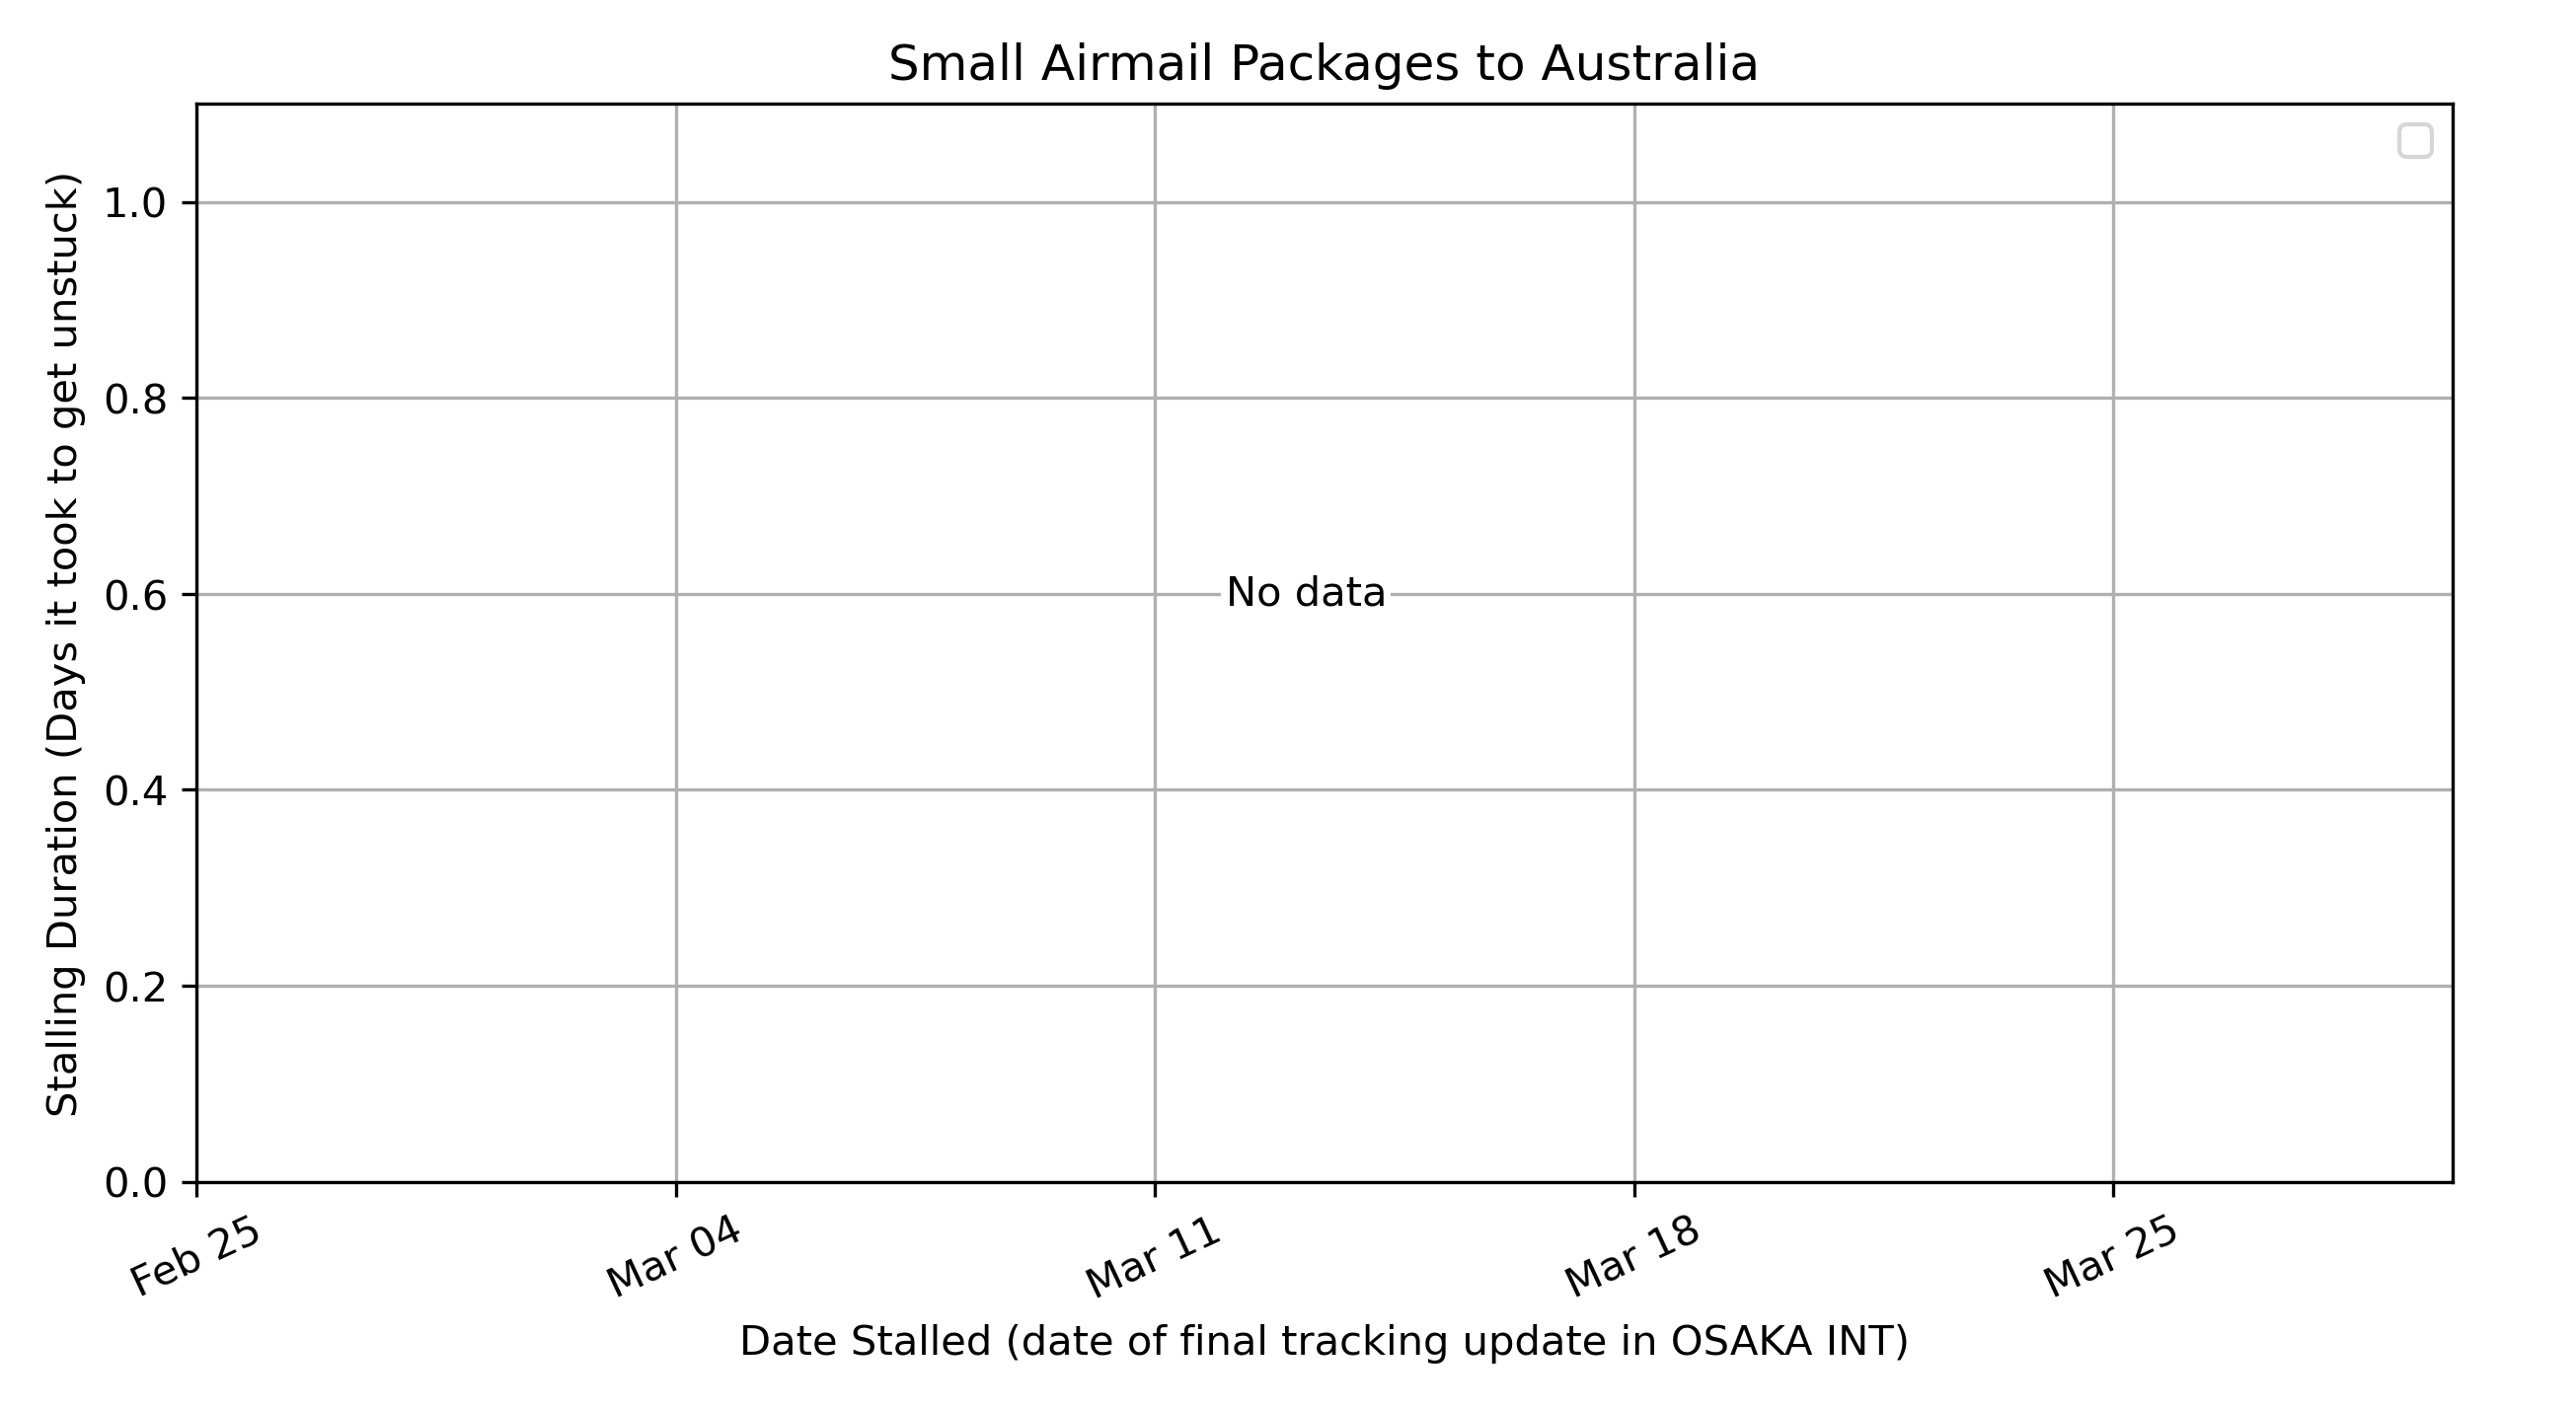 Small Airmail Packages to Australia
Stalling Duration (Days it took to get unstuck)
1.0
0.8
0.6
0.4
0.2
0.0
No data
Feb 25
Mar 04
Mar 11
Mar 18
Mar 25
Date Stalled (date of final tracking update in OSAKA INT)